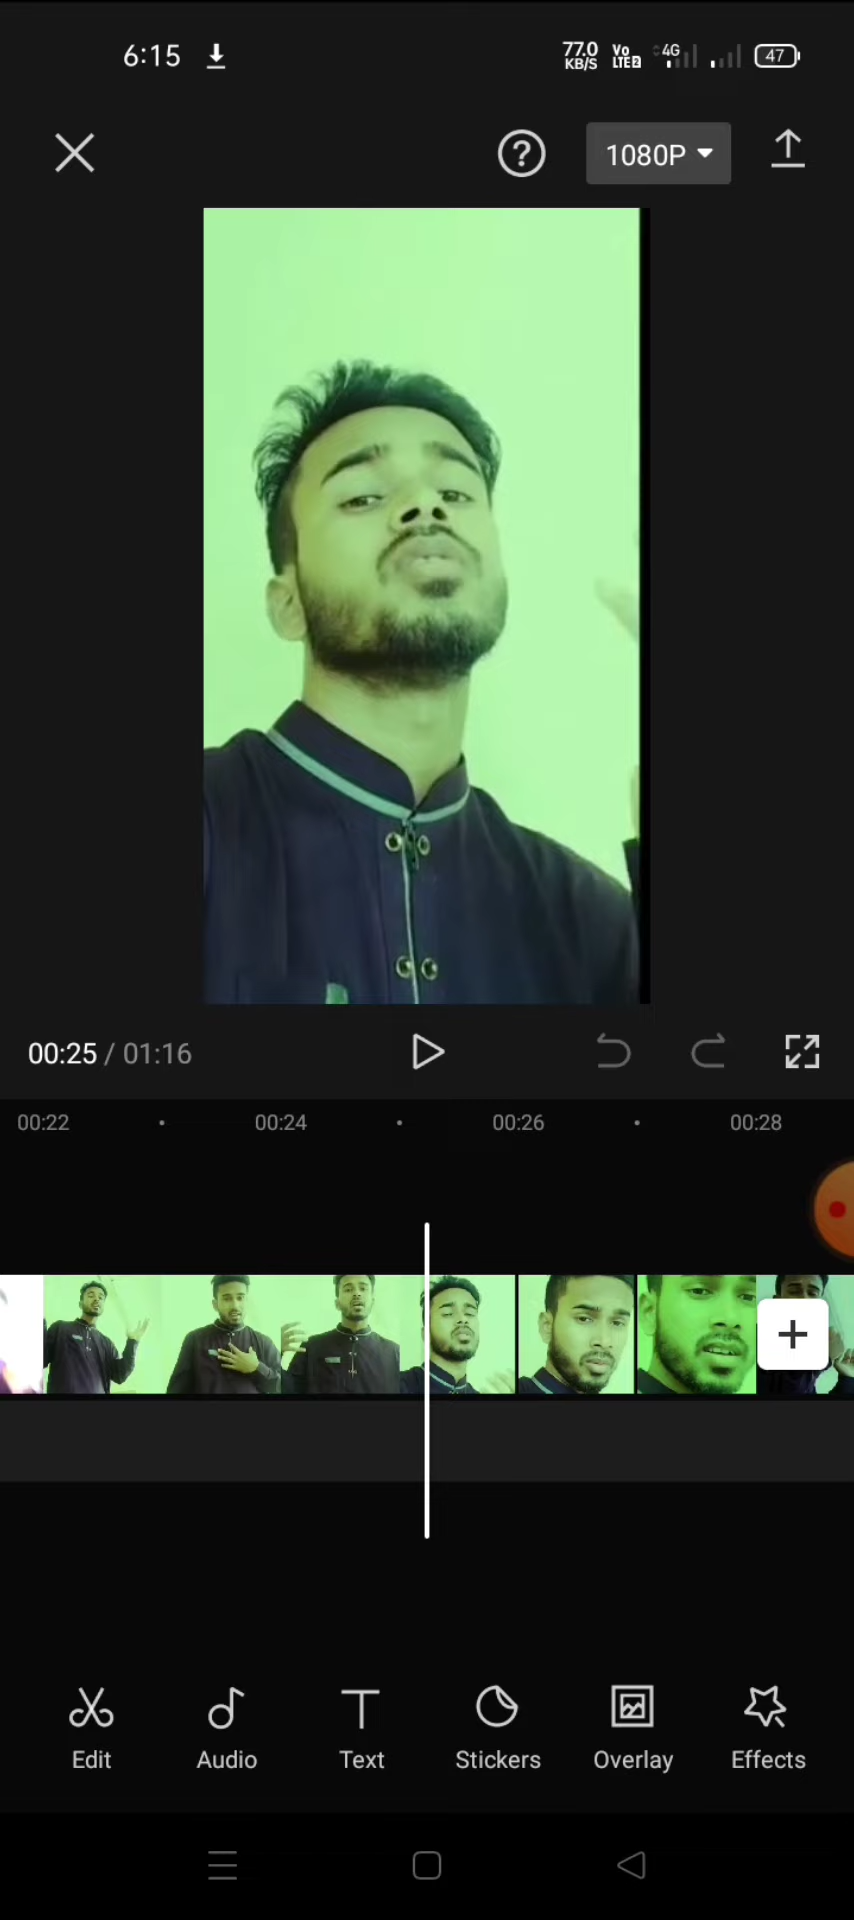 6:15 77.0 KB/S Vo LTE2 4G 47
1080P
00:25 / 01:16
00:22 00:24 00:26 00:28
Edit Audio Text Stickers Overlay Effects